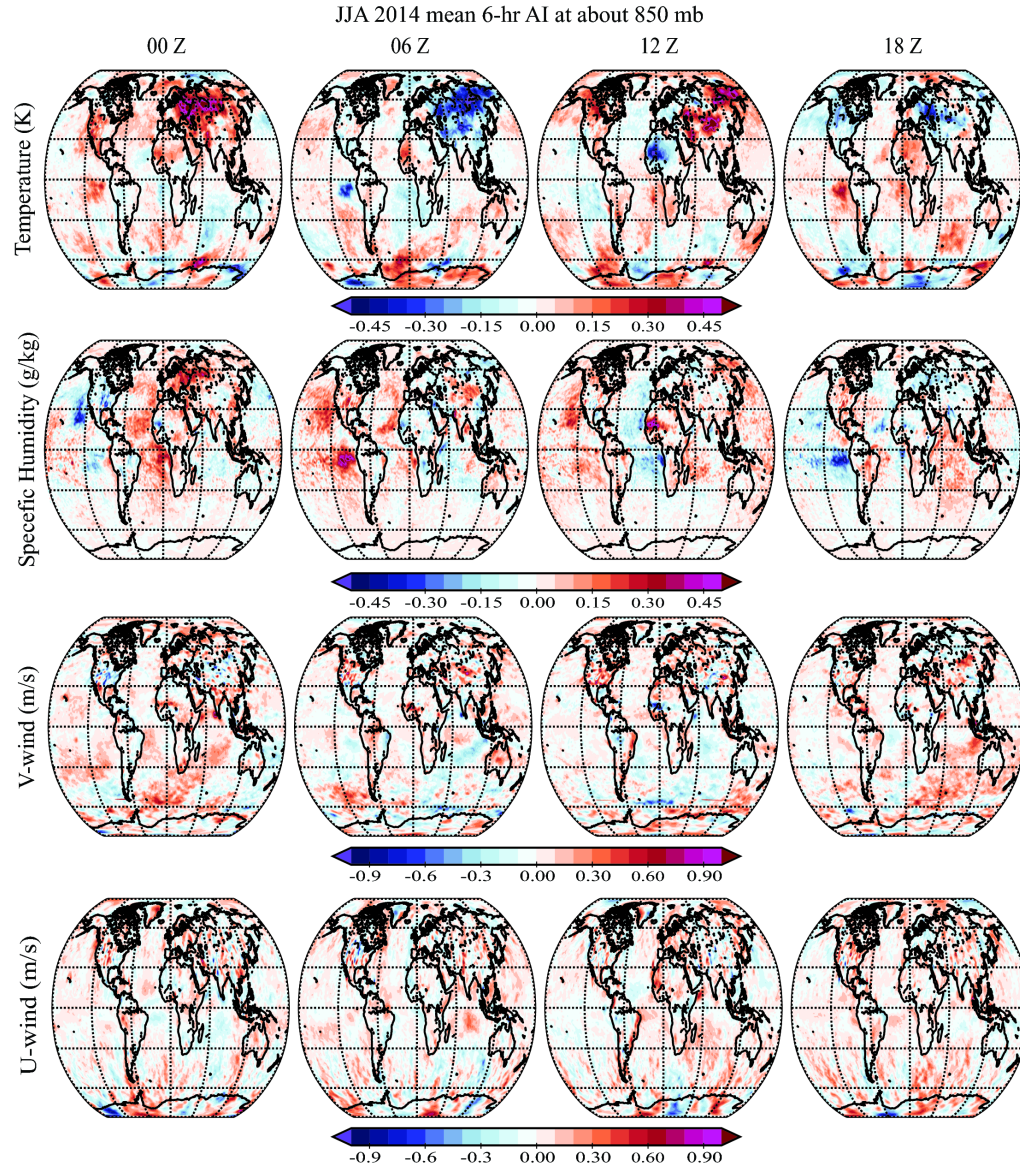 JJA 2014 mean 6-hr AI at about 850 mb
00 Z 06 Z 12 Z 18 Z
Temperature (K)
-0.45 -0.30 -0.15 0.00 0.15 0.30 0.45
Specefic Humidity (g/kg)
-0.45 -0.30 -0.15 0.00 0.15 0.30 0.45
V-wind (m/s)
-0.9 -0.6 -0.3 0.00 0.30 0.60 0.90
U-wind (m/s)
-0.9 -0.6 -0.3 0.00 0.30 0.60 0.90